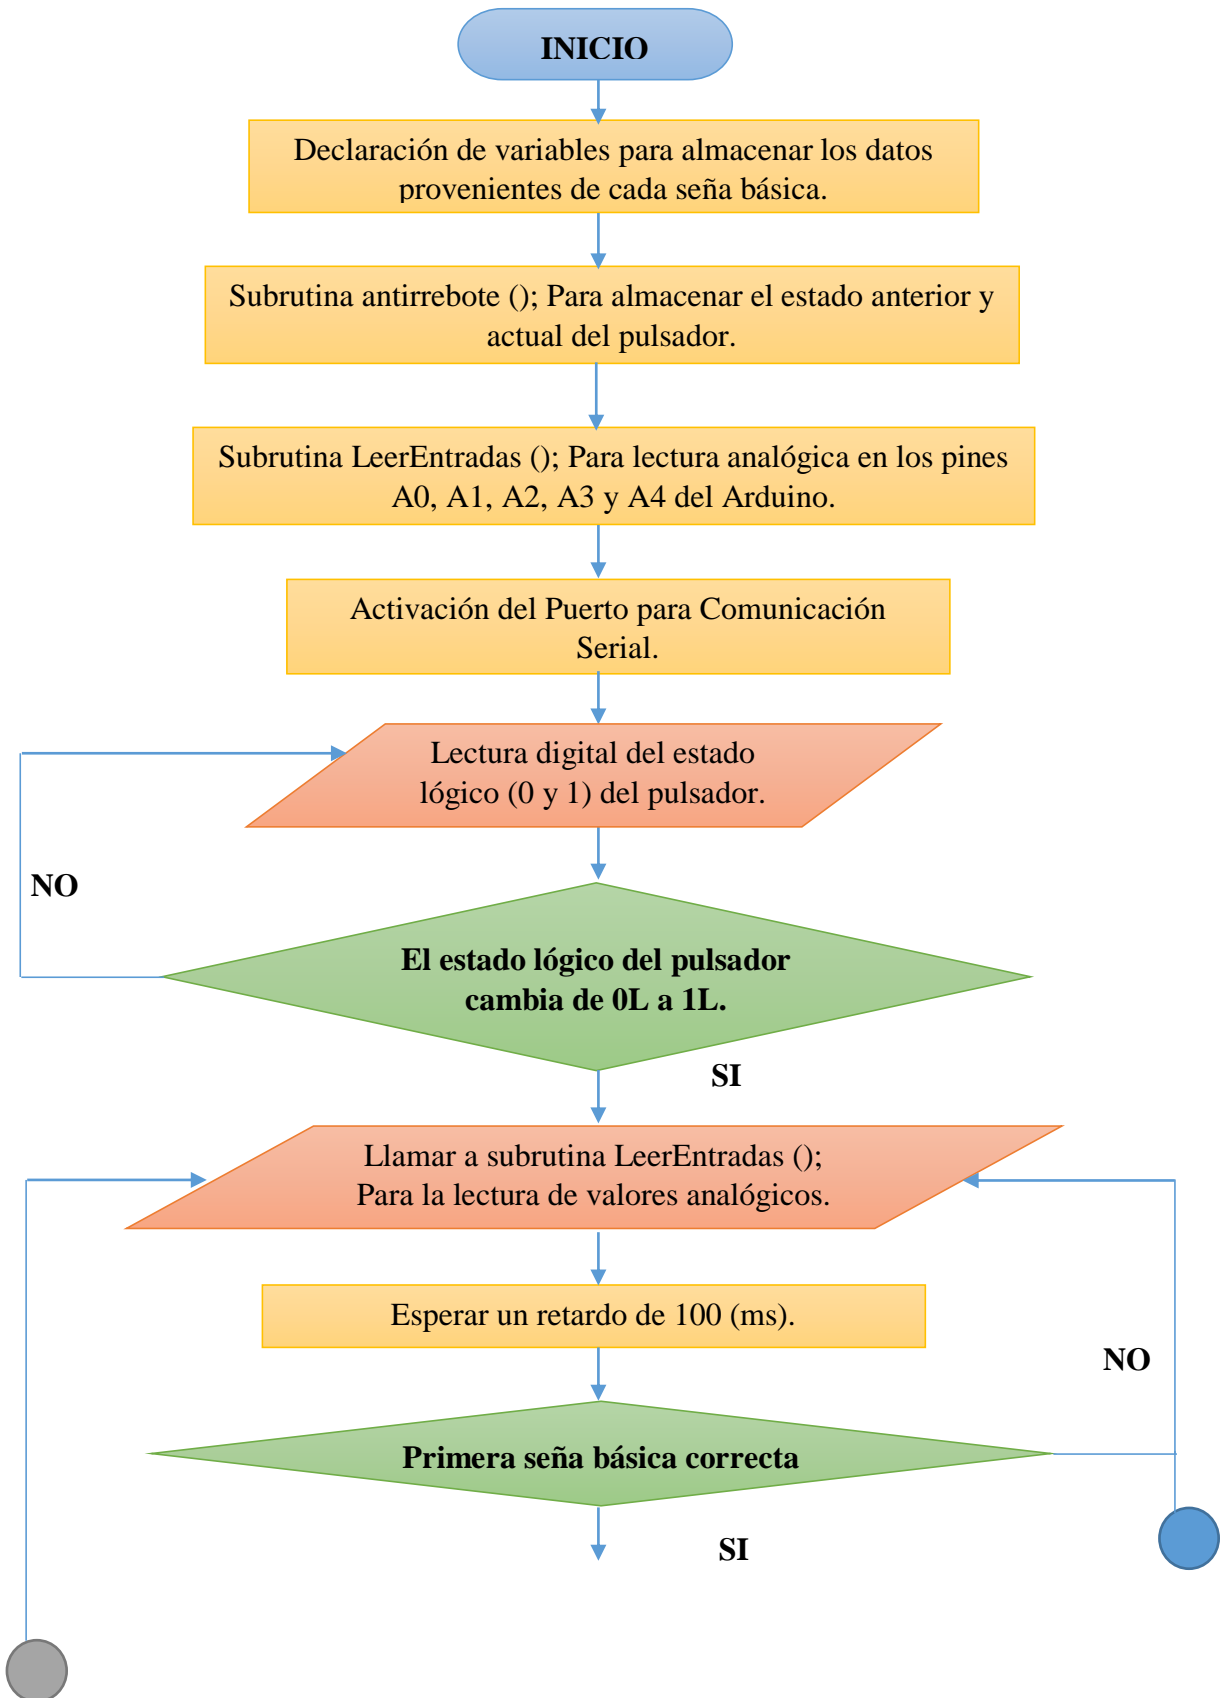 INICIO
Declaración de variables para almacenar los datos
provenientes de cada seña básica.
Subrutina antirrebote (); Para almacenar el estado anterior y
actual del pulsador.
Subrutina LeerEntradas (); Para lectura analógica en los pines
A0, A1, A2, A3 y A4 del Arduino.
Activación del Puerto para Comunicación
Serial.
Lectura digital del estado
lógico (0 y 1) del pulsador.
NO
El estado lógico del pulsador
cambia de 0L a 1L.
SI
Llamar a subrutina LeerEntradas ();
Para la lectura de valores analógicos.
Esperar un retardo de 100 (ms).
NO
Primera seña básica correcta
SI